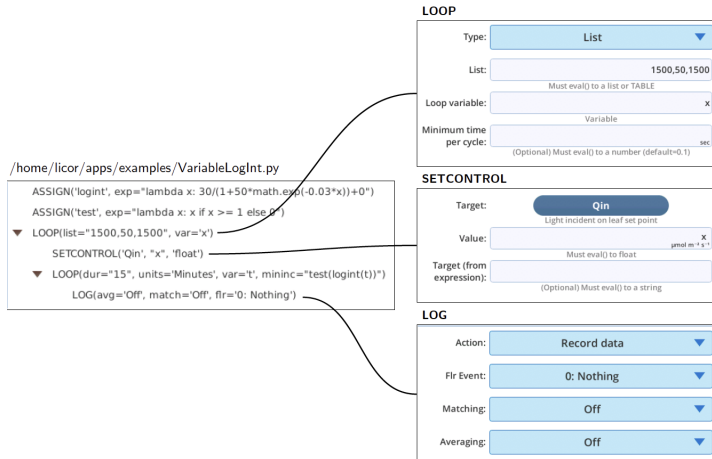 /home/licor/apps/examples/VariableLogInt.py
ASSIGN('logint', exp="lambda x: 30/(1+50*math.exp(-0.03*x))+0")
ASSIGN('test', exp="lambda x: x if x >= 1 else 0")
LOOP(list="1500,50,1500", var='x')
SETCONTROL('Qin', "x", 'float')
LOOP(dur="15", units='Minutes', var='t', mininc="test(logint(t))")
LOG(avg='Off', match='Off', flr='0: Nothing')
LOOP
Type: List
List: 1500,50,1500
Must eval() to a list or TABLE
Loop variable: x
Variable
Minimum time
per cycle: sec
(Optional) Must eval() to a number (default=0.1)
SETCONTROL
Target: Qin
Light incident on leaf set point
Value: x
µmol m⁻² s⁻¹
Must eval() to float
Target (from
expression):
(Optional) Must eval() to a string
LOG
Action: Record data
Flr Event: 0: Nothing
Matching: Off
Averaging: Off